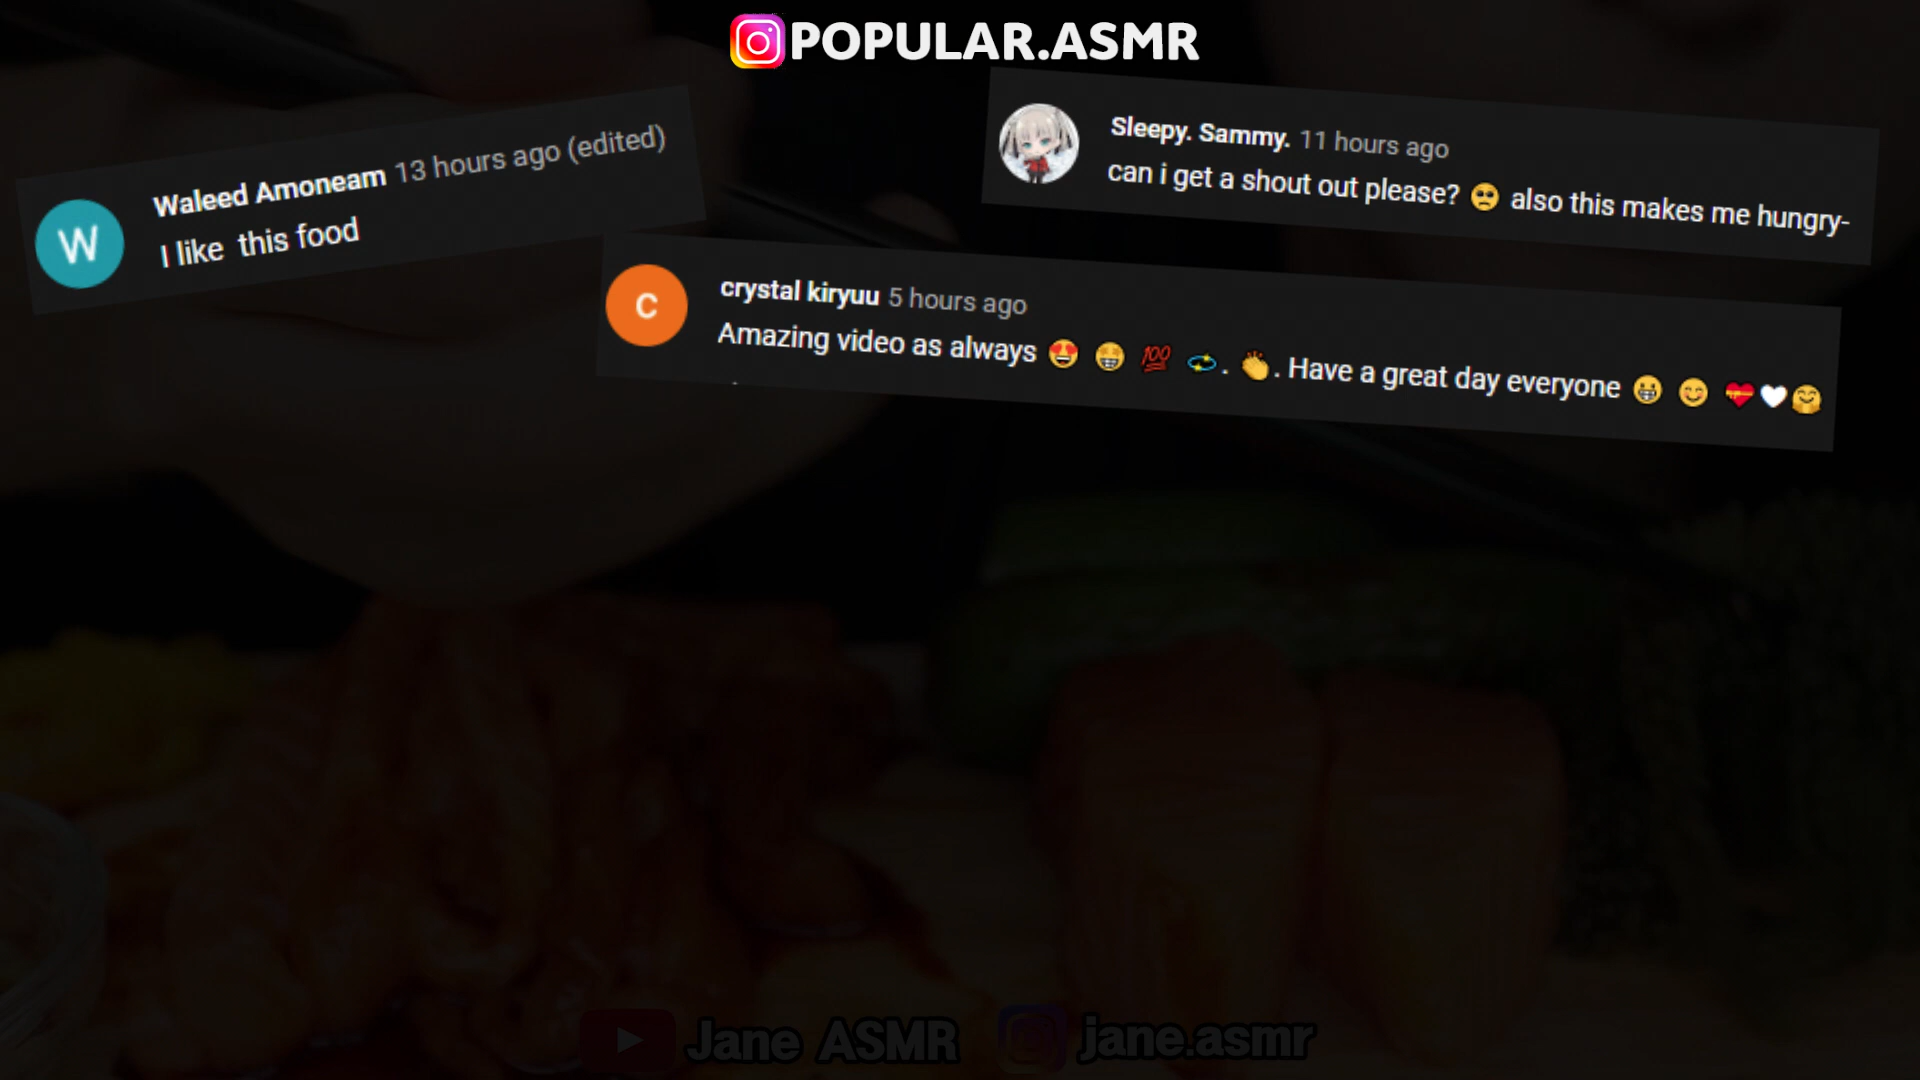 POPULAR.ASMR
Waleed Amoneam 13 hours ago (edited)
W
I like this food
Sleepy. Sammy. 11 hours ago
can i get a shout out please? 🥺 also this makes me hungry-
crystal kiryuu 5 hours ago
C
Amazing video as always 😍 🤩 💯 💫. 👏. Have a great day everyone 😀 😊 💝🤍🤗
Jane ASMR jane.asmr